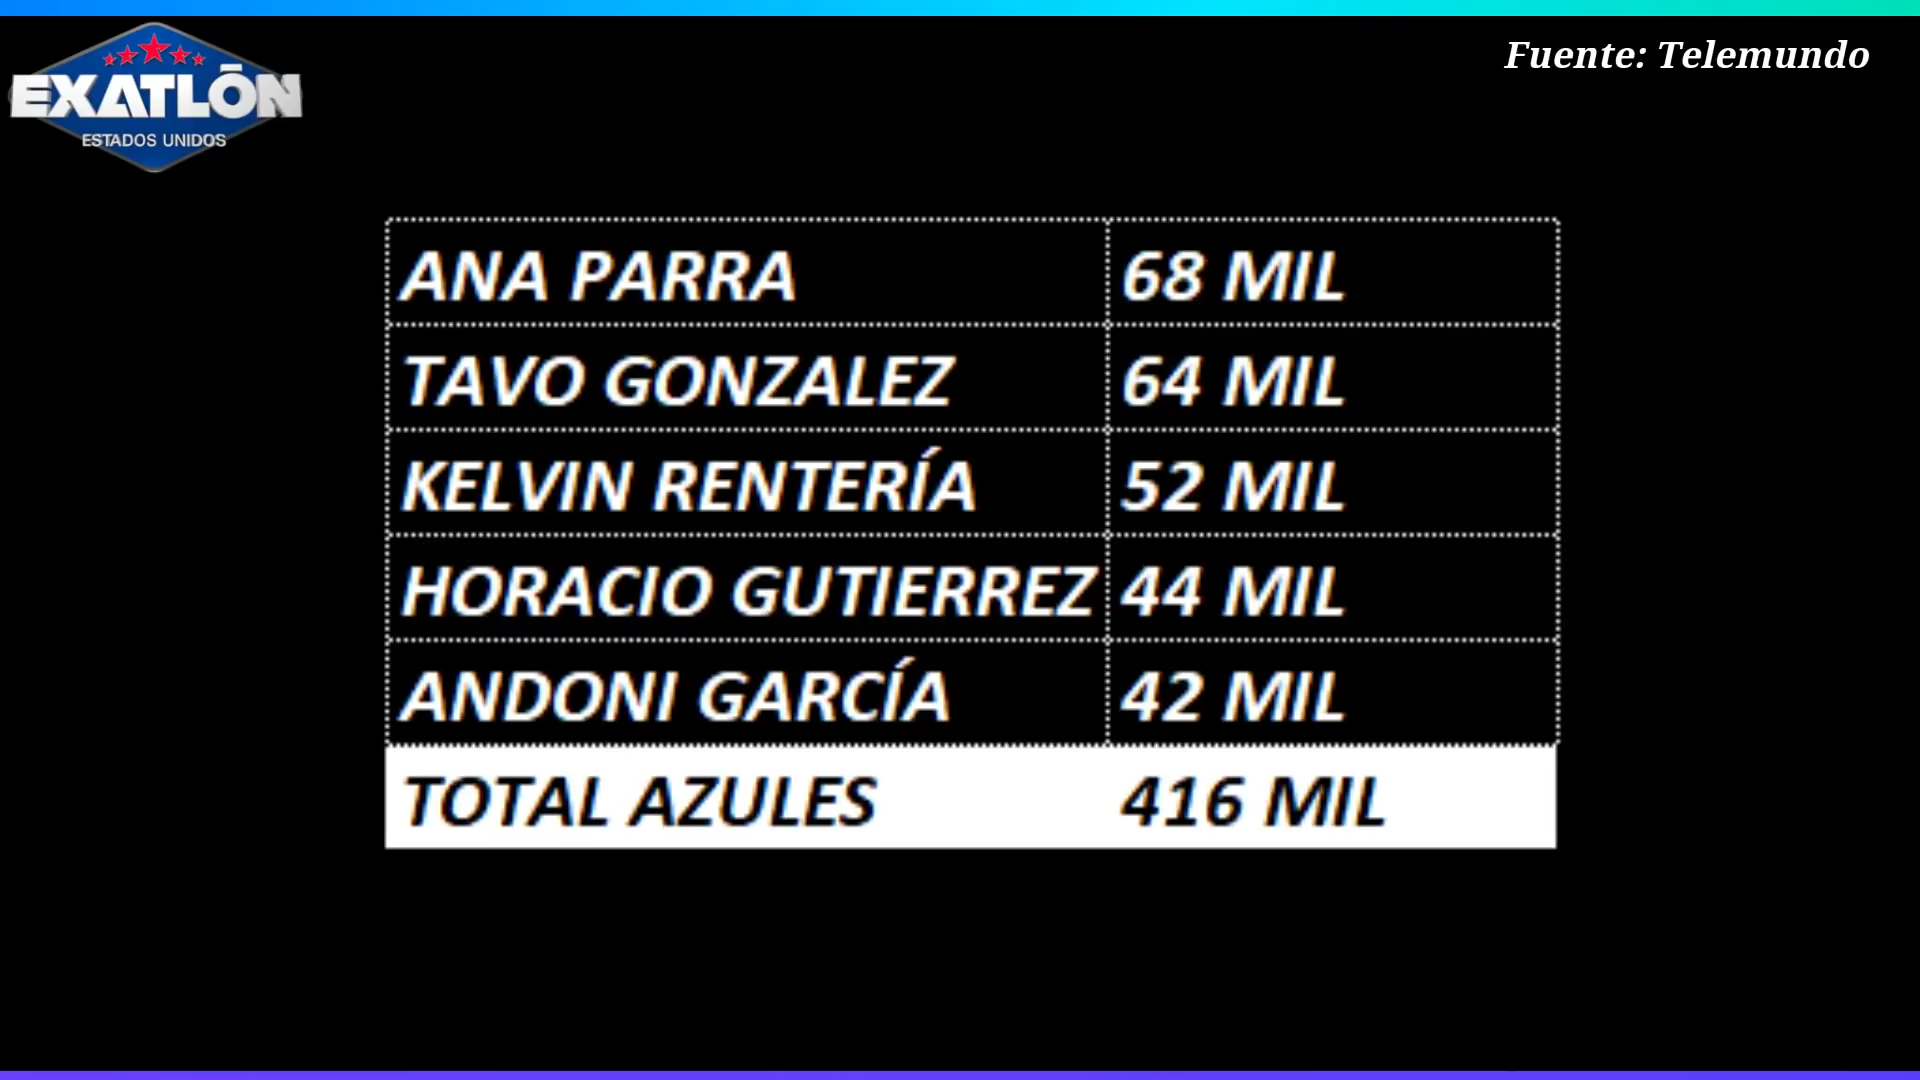 EXATLÓN
ESTADOS UNIDOS
Fuente: Telemundo
ANA PARRA 68 MIL
TAVO GONZALEZ 64 MIL
KELVIN RENTERÍA 52 MIL
HORACIO GUTIERREZ 44 MIL
ANDONI GARCÍA 42 MIL
TOTAL AZULES 416 MIL